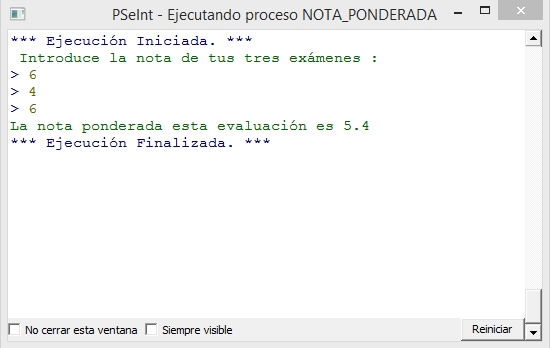 PSeInt - Ejecutando proceso NOTA_PONDERADA
*** Ejecución Iniciada. ***
Introduce la nota de tus tres exámenes :
> 6
> 4
> 6
La nota ponderada esta evaluación es 5.4
*** Ejecución Finalizada. ***
No cerrar esta ventana Siempre visible Reiniciar